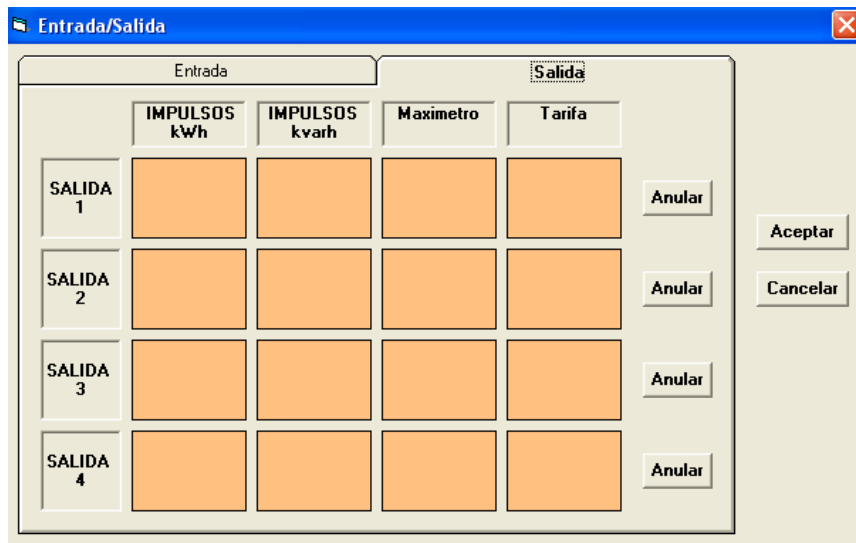 Entrada/Salida
Entrada
Salida
IMPULSOS
kWh
IMPULSOS
kvarh
Maximetro
Tarifa
SALIDA
1
Anular
SALIDA
2
Anular
SALIDA
3
Anular
SALIDA
4
Anular
Aceptar
Cancelar